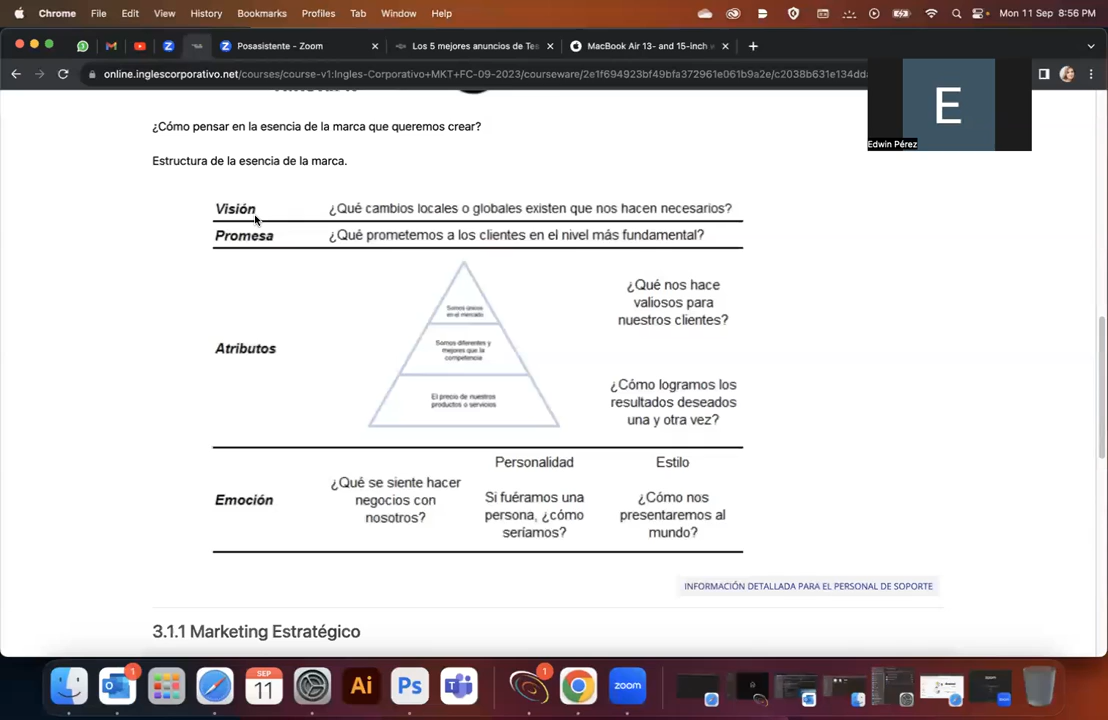 Chrome File Edit View History Bookmarks Profiles Tab Window Help Mon 11 Sep 8:56 PM
Posasistente - Zoom Los 5 mejores anuncios de Tes MacBook Air 13- and 15-inch w
online.inglescorporativo.net/courses/course-v1:Ingles-Corporativo+MKT+FC-09-2023/courseware/2e1f694923bf49bfa372961e061b9a2e/c2038b631e134dda
E
Edwin Pérez
¿Cómo pensar en la esencia de la marca que queremos crear?
Estructura de la esencia de la marca.
Visión ¿Qué cambios locales o globales existen que nos hacen necesarios?
Promesa ¿Qué prometemos a los clientes en el nivel más fundamental?
Atributos
Somos únicos
en el mercado
Somos diferentes y
mejores que la
competencia
El precio de nuestros
productos o servicios
¿Qué nos hace
valiosos para
nuestros clientes?
¿Cómo logramos los
resultados deseados
una y otra vez?
Emoción
¿Qué se siente hacer
negocios con
nosotros?
Personalidad
Si fuéramos una
persona, ¿cómo
seríamos?
Estilo
¿Cómo nos
presentaremos al
mundo?
INFORMACIÓN DETALLADA PARA EL PERSONAL DE SOPORTE
3.1.1 Marketing Estratégico
1
SEP
11
Ai
Ps
1
zoom